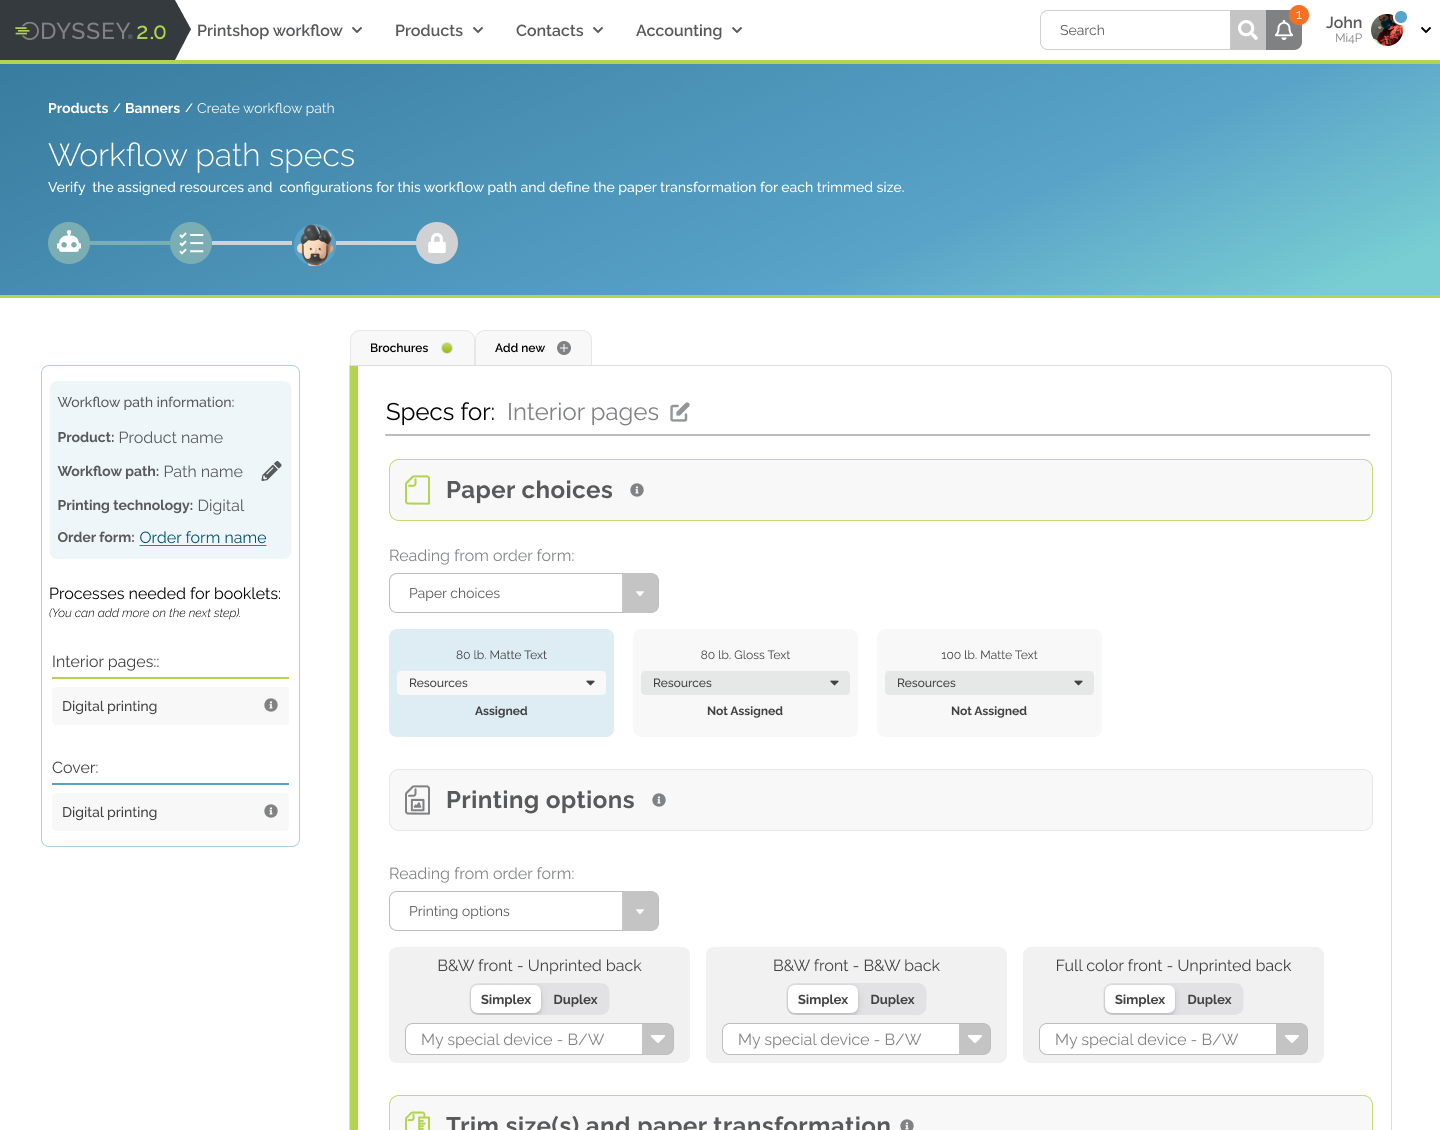 ODYSSEY® 2.0
Printshop workflow
Products
Contacts
Accounting
Search
1
John
Mi4P
Products / Banners / Create workflow path
Workflow path specs
Verify the assigned resources and configurations for this workflow path and define the paper transformation for each trimmed size.
Brochures
Add new
Workflow path information:
Product: Product name
Workflow path: Path name
Printing technology: Digital
Order form: Order form name
Processes needed for booklets:
(You can add more on the next step).
Interior pages::
Digital printing
Cover:
Digital printing
Specs for: Interior pages
Paper choices
Reading from order form:
Paper choices
80 lb. Matte Text
Resources
Assigned
80 lb. Gloss Text
Resources
Not Assigned
100 lb. Matte Text
Resources
Not Assigned
Printing options
Reading from order form:
Printing options
B&W front - Unprinted back
Simplex Duplex
My special device - B/W
B&W front - B&W back
Simplex Duplex
My special device - B/W
Full color front - Unprinted back
Simplex Duplex
My special device - B/W
Trim size(s) and paper transformation